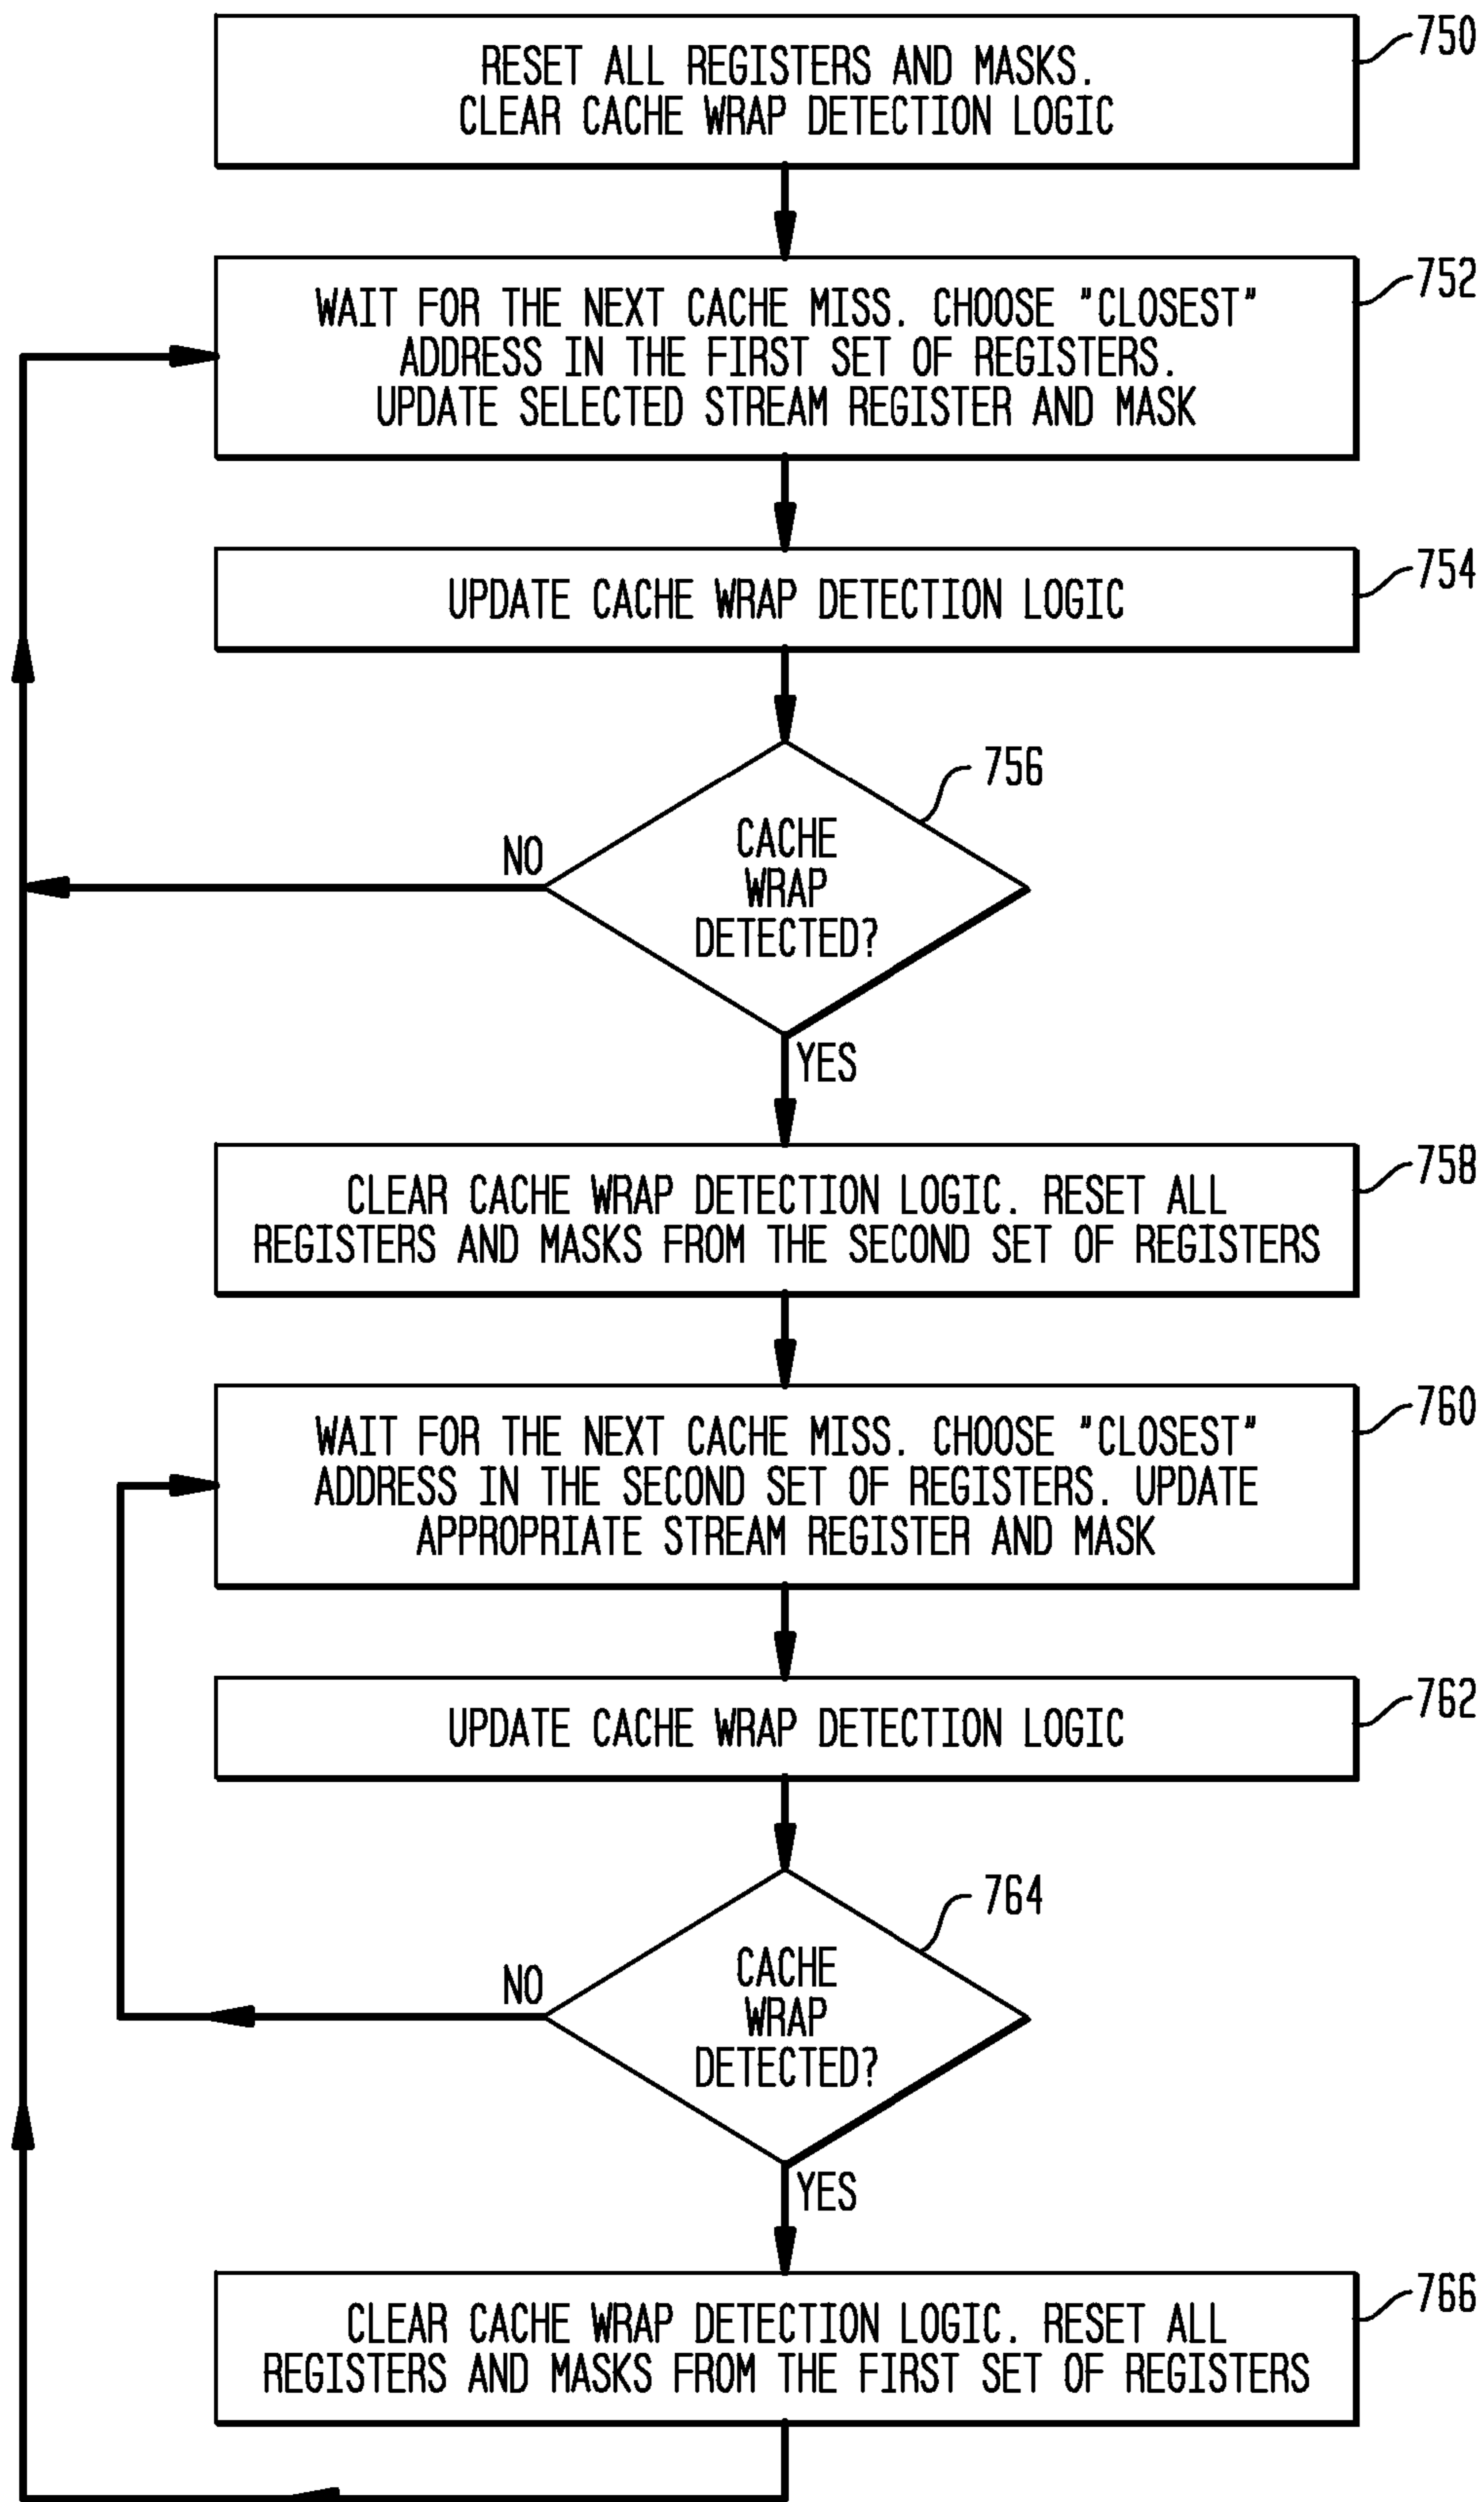 750
RESET ALL REGISTERS AND MASKS.
CLEAR CACHE WRAP DETECTION LOGIC
752
WAIT FOR THE NEXT CACHE MISS. CHOOSE "CLOSEST"
ADDRESS IN THE FIRST SET OF REGISTERS.
UPDATE SELECTED STREAM REGISTER AND MASK
754
UPDATE CACHE WRAP DETECTION LOGIC
756
CACHE
WRAP
DETECTED?
NO
YES
758
CLEAR CACHE WRAP DETECTION LOGIC. RESET ALL
REGISTERS AND MASKS FROM THE SECOND SET OF REGISTERS
760
WAIT FOR THE NEXT CACHE MISS. CHOOSE "CLOSEST"
ADDRESS IN THE SECOND SET OF REGISTERS. UPDATE
APPROPRIATE STREAM REGISTER AND MASK
762
UPDATE CACHE WRAP DETECTION LOGIC
764
CACHE
WRAP
DETECTED?
NO
YES
766
CLEAR CACHE WRAP DETECTION LOGIC. RESET ALL
REGISTERS AND MASKS FROM THE FIRST SET OF REGISTERS